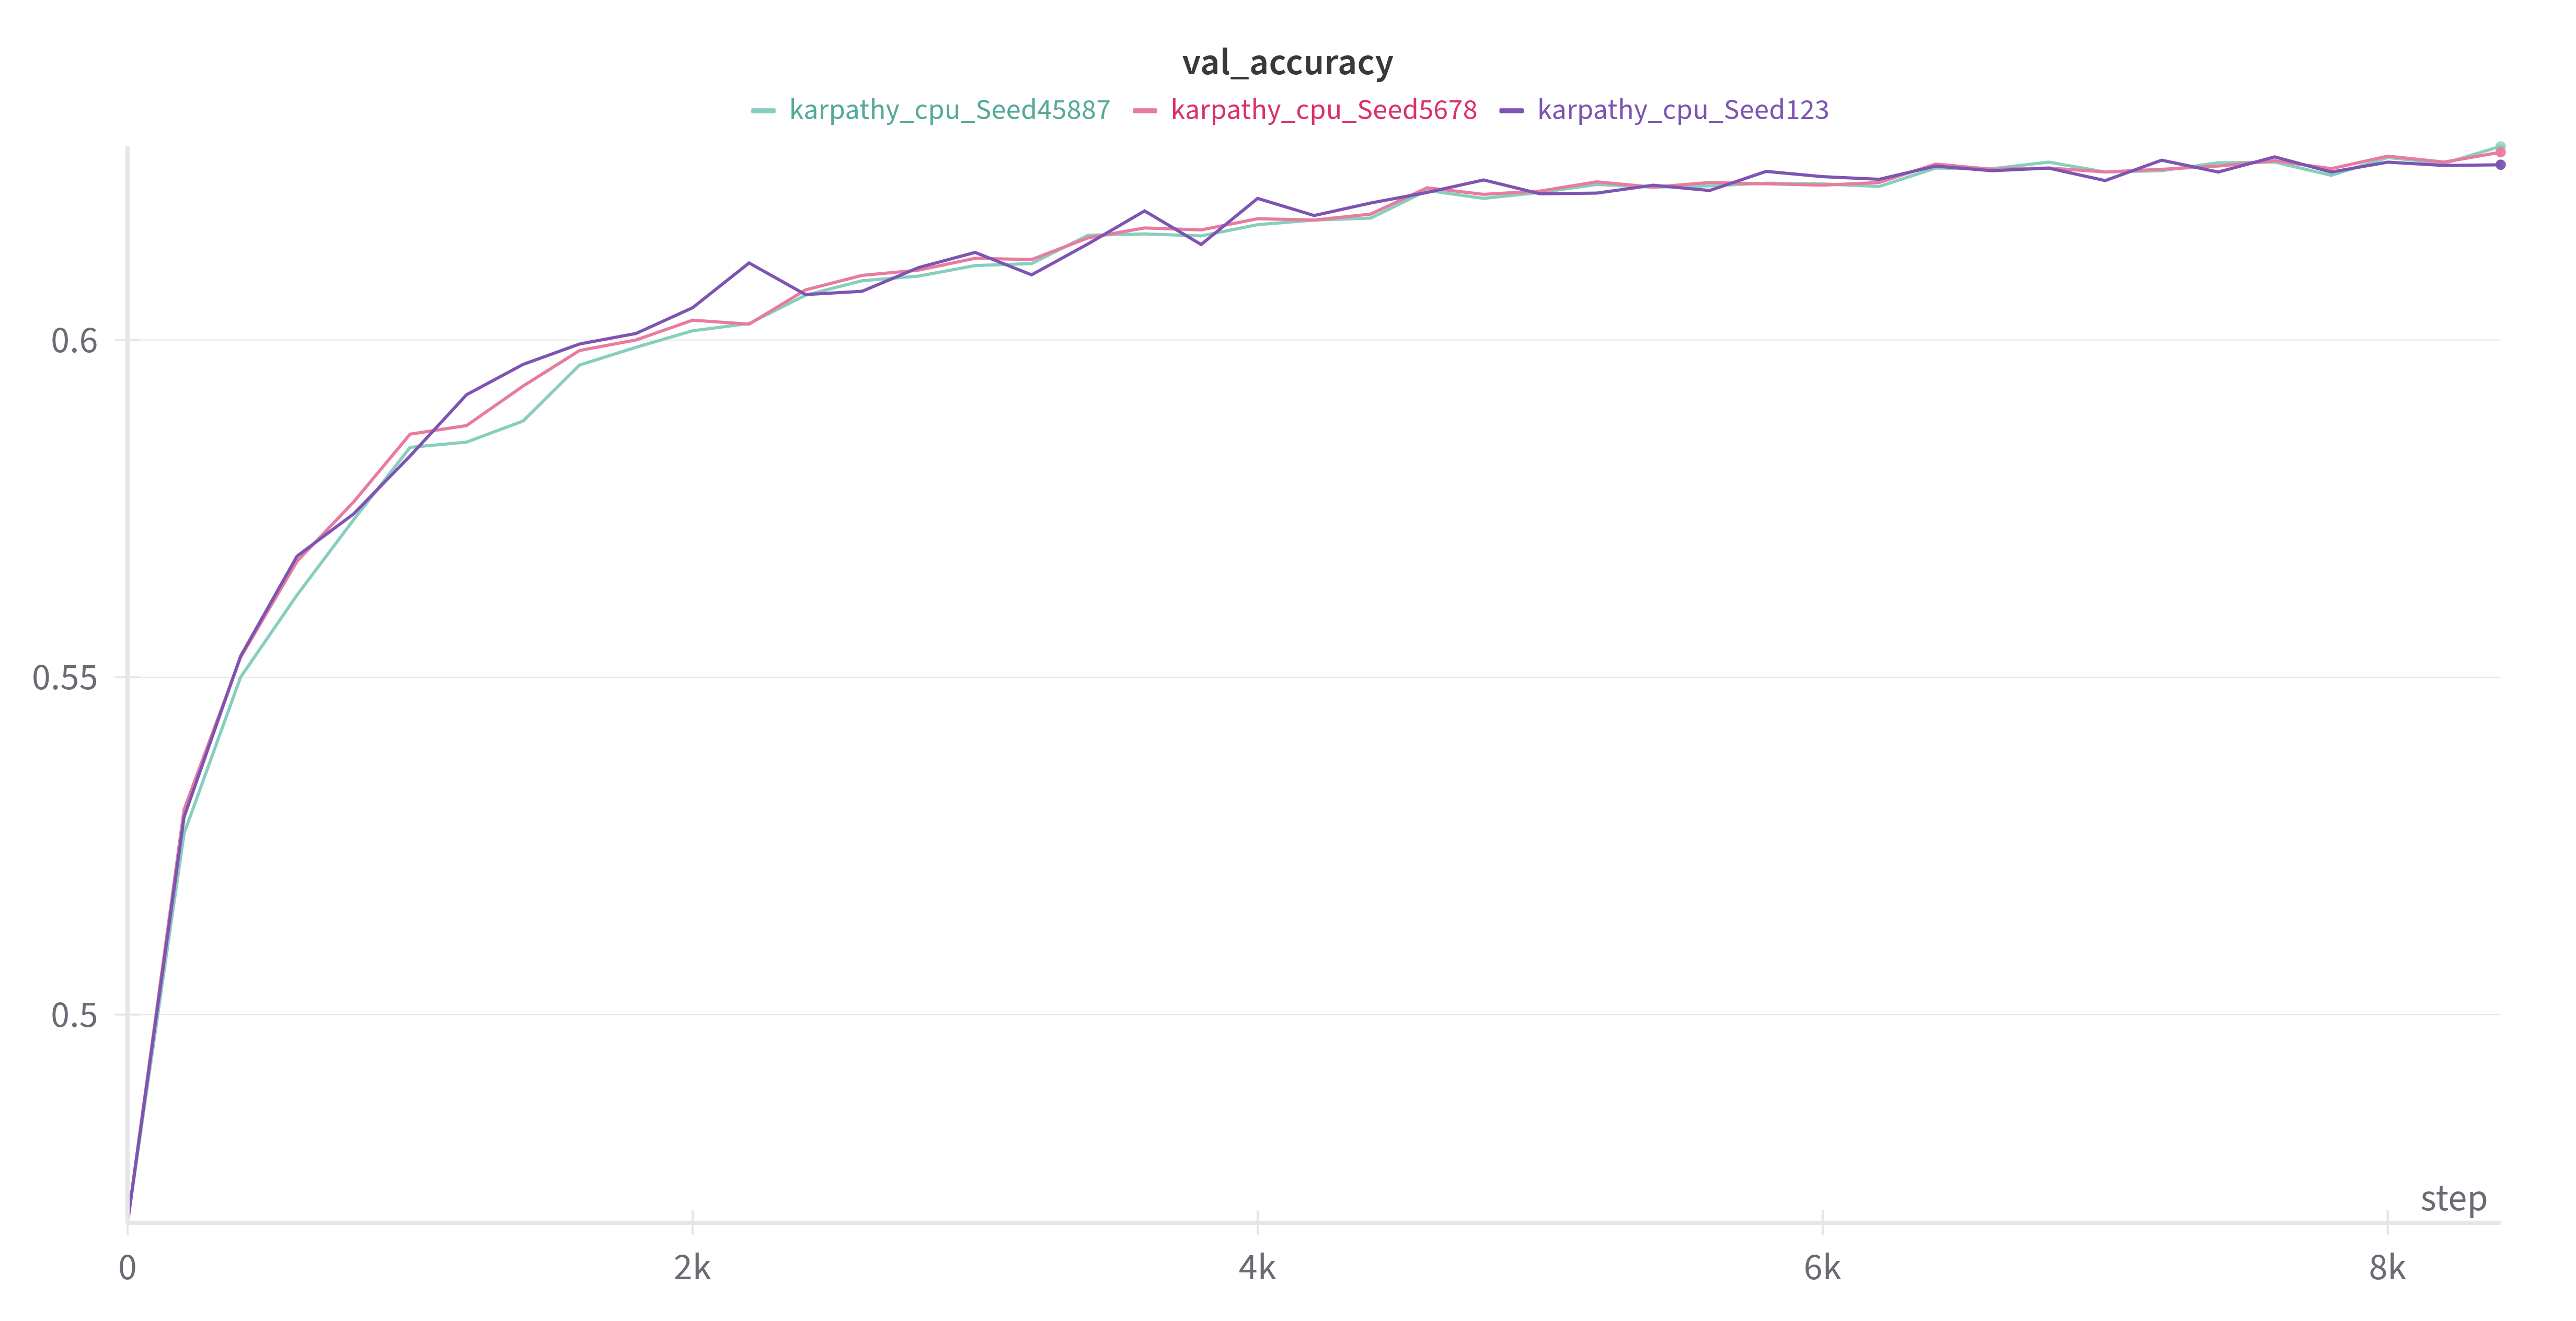 val_accuracy
karpathy_cpu_Seed45887 karpathy_cpu_Seed5678 karpathy_cpu_Seed123
0.6
0.55
0.5
step
0 2k 4k 6k 8k